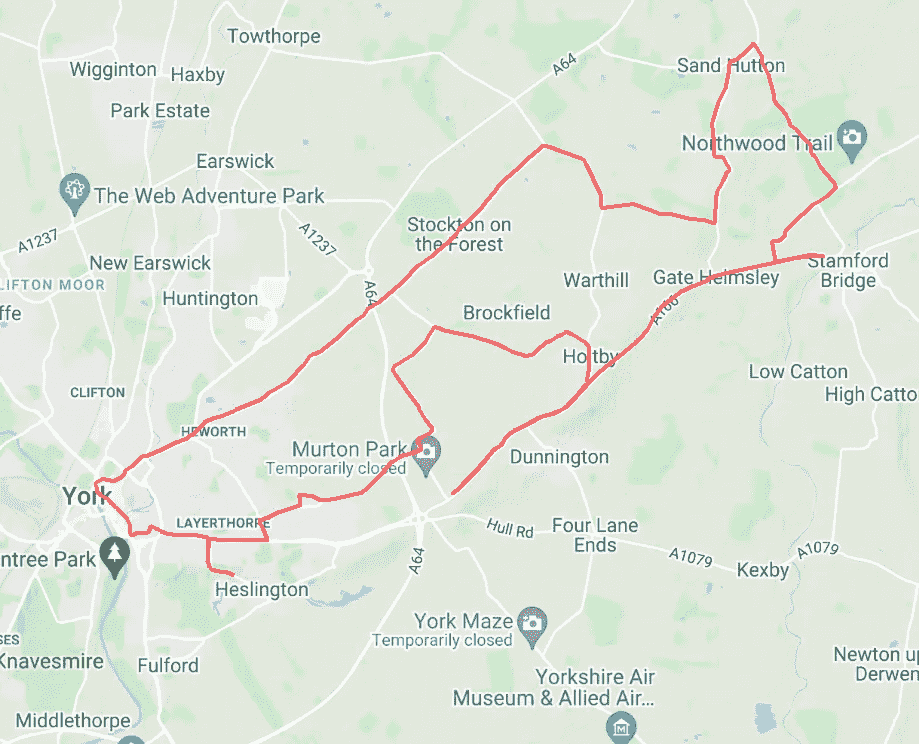 Towthorpe
Wigginton
Haxby
A64
Sand Hutton
Park Estate
Northwood Trail
Earswick
The Web Adventure Park
Stockton on
the Forest
A1237
A1237
New Earswick
LIFTON MOOR
Huntington
ffe
A64
Warthill
Gate Helmsley
Stamford
Bridge
A166
Brockfield
Holtby
Low Catton
High Catto
CLIFTON
HEWORTH
Murton Park
Temporarily closed
Dunnington
York
LAYERTHORPE
Hull Rd
Four Lane
Ends
A1079
A1079
Kexby
ntree Park
A64
Heslington
York Maze
Temporarily closed
SES
Knavesmire
Fulford
Yorkshire Air
Museum & Allied Air...
Newton up
Derwen
Middlethorpe